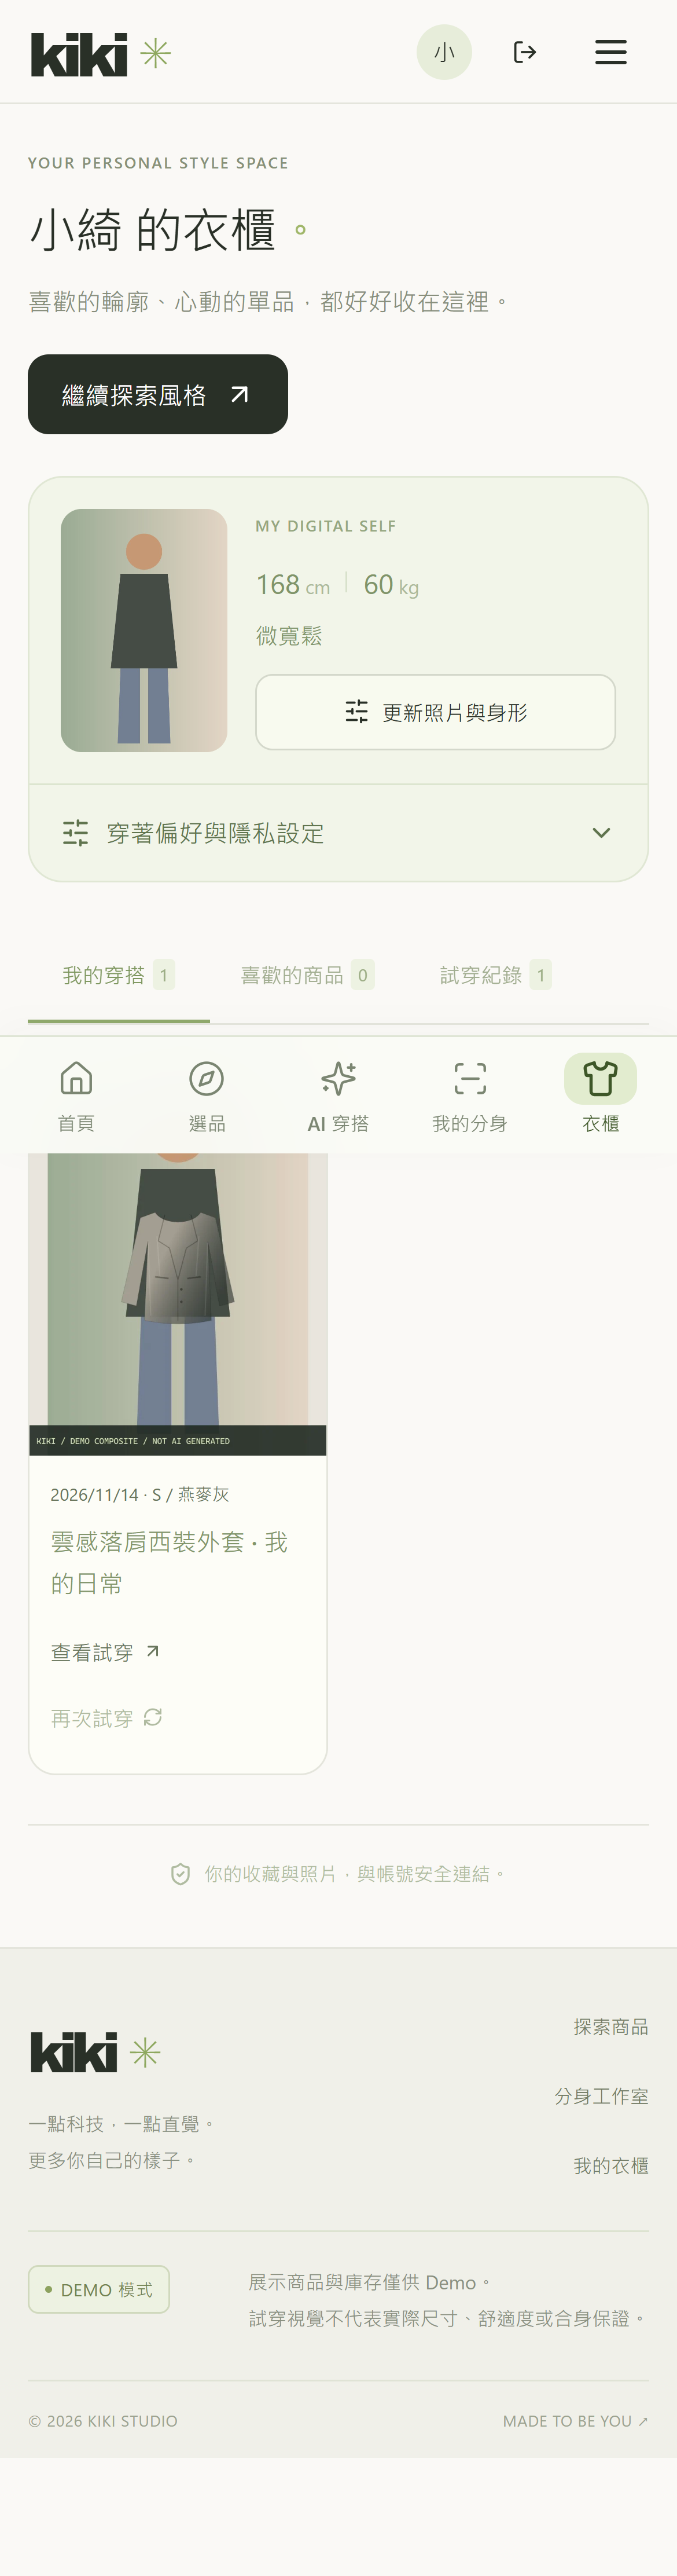 kiki
小
YOUR PERSONAL STYLE SPACE
小綺 的衣櫃。
喜歡的輪廓、心動的單品，都好好收在這裡。
繼續探索風格
MY DIGITAL SELF
168 cm | 60 kg
微寬鬆
更新照片與身形
穿著偏好與隱私設定
我的穿搭 1
喜歡的商品 0
試穿紀錄 1
首頁
選品
AI 穿搭
我的分身
衣櫃
KIKI / DEMO COMPOSITE / NOT AI GENERATED
2026/11/14 · S / 燕麥灰
雲感落肩西裝外套 · 我
的日常
查看試穿
再次試穿
你的收藏與照片，與帳號安全連結。
kiki
一點科技，一點直覺。
更多你自己的樣子。
探索商品
分身工作室
我的衣櫃
DEMO 模式
展示商品與庫存僅供 Demo。
試穿視覺不代表實際尺寸、舒適度或合身保證。
© 2026 KIKI STUDIO
MADE TO BE YOU ↗